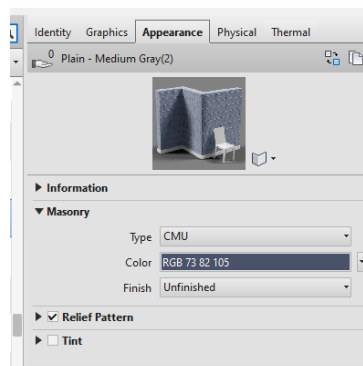 Identity Graphics Appearance Physical Thermal
0 Plain - Medium Gray(2)
Information
Masonry
Type CMU
Color RGB 73 82 105
Finish Unfinished
Relief Pattern
Tint